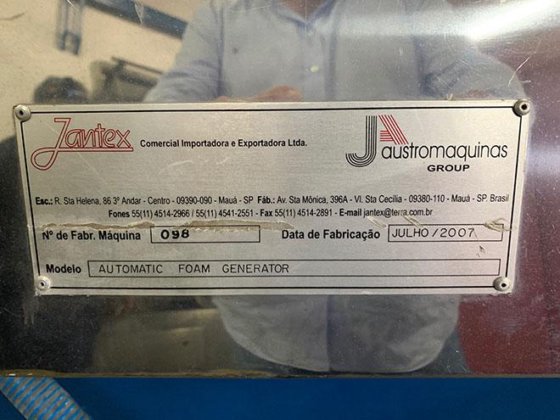 Jantex Comercial Importadora e Exportadora Ltda.
JA austromaquinas
GROUP
Esc.: R. Sta Helena, 86 3º Andar - Centro - 09390-090 - Mauá - SP Fáb.: Av. Sta Mônica, 396A - Vl. Sta Cecília - 09380-110 - Mauá - SP. Brasil
Fones 55(11) 4514-2966 / 55(11) 4541-2551 - Fax 55(11) 4514-2891 - E-mail jantex@terra.com.br
Nº de Fabr. Máquina 098 Data de Fabricação JULHO/2007
Modelo AUTOMATIC FOAM GENERATOR